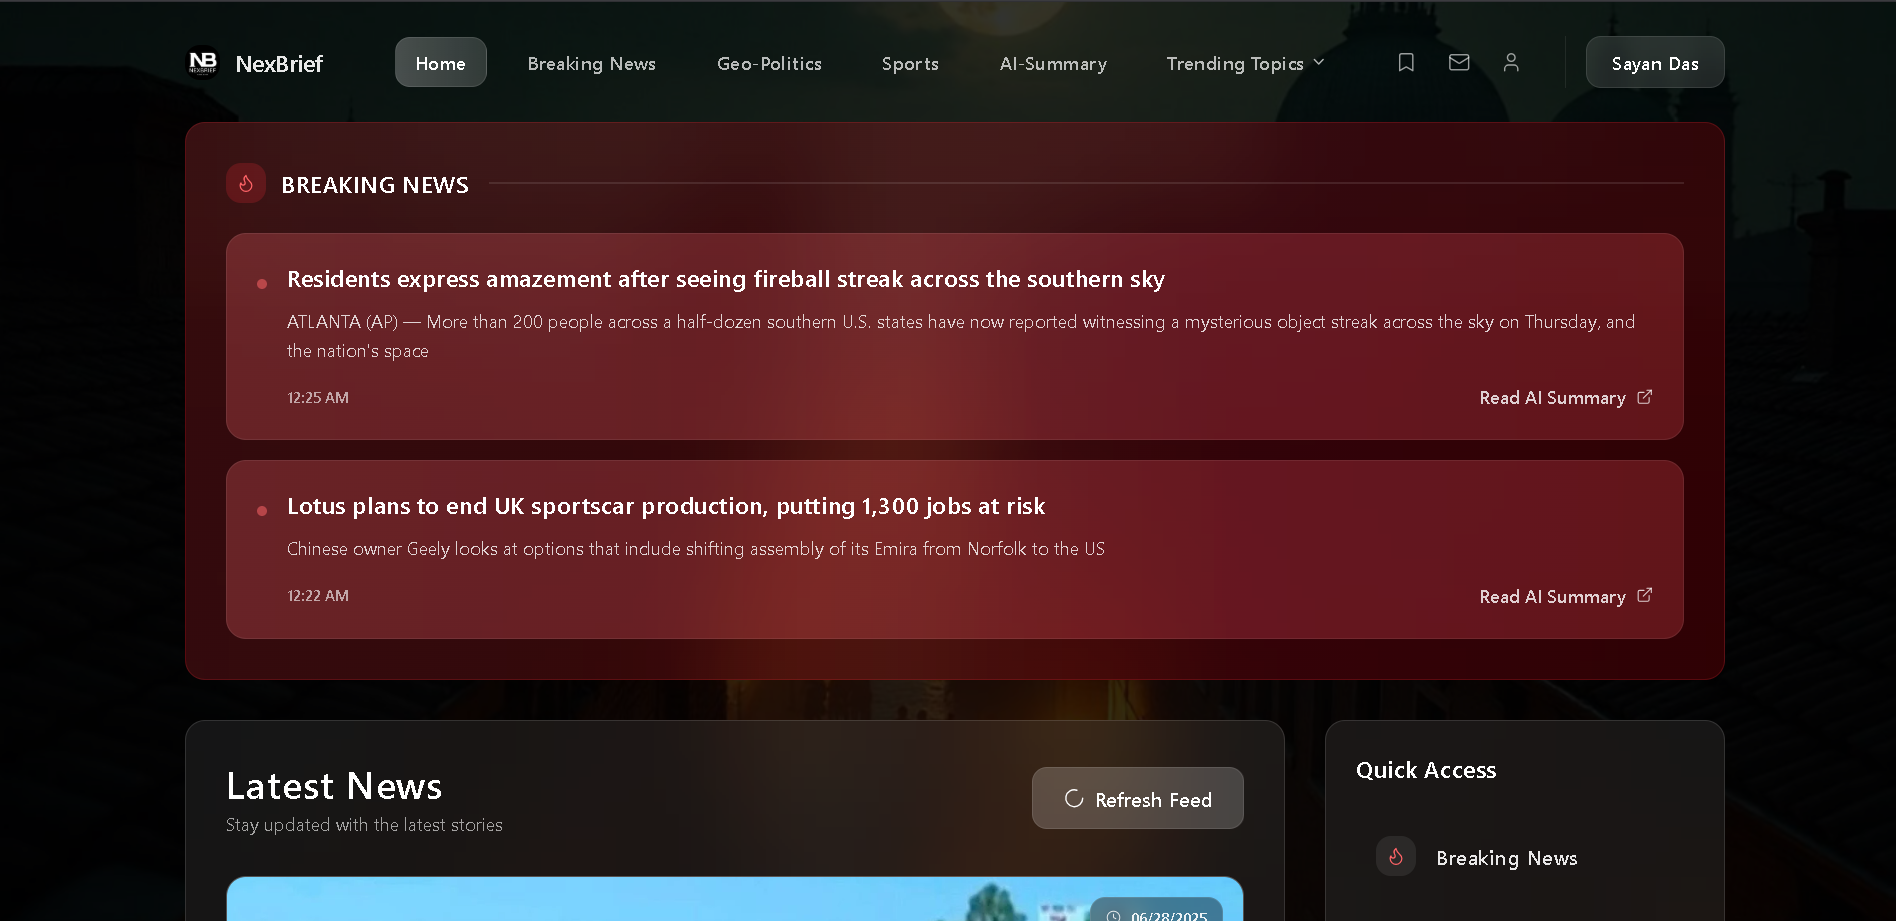 NB
NEXBRIEF
NexBrief
Home
Breaking News
Geo-Politics
Sports
AI-Summary
Trending Topics
Sayan Das
BREAKING NEWS
Residents express amazement after seeing fireball streak across the southern sky
ATLANTA (AP) — More than 200 people across a half-dozen southern U.S. states have now reported witnessing a mysterious object streak across the sky on Thursday, and
the nation's space
12:25 AM
Read AI Summary
Lotus plans to end UK sportscar production, putting 1,300 jobs at risk
Chinese owner Geely looks at options that include shifting assembly of its Emira from Norfolk to the US
12:22 AM
Read AI Summary
Latest News
Stay updated with the latest stories
Refresh Feed
06/28/2025
Quick Access
Breaking News